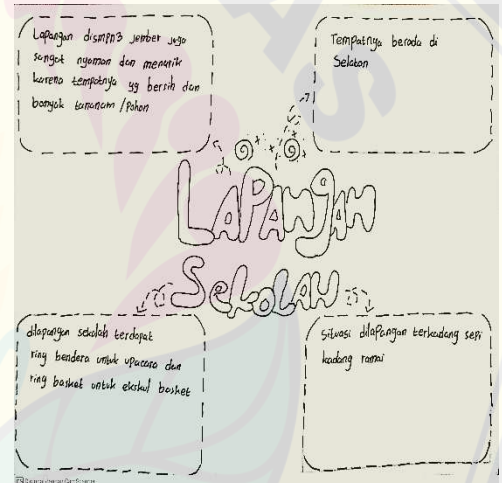 Lapangan dismpn3 jember juga
sangat nyaman dan menarik
karena tempatnya yg bersih dan
banyak tanaman / Pohon
Tempatnya berada di
Selatan
LAPANGAN
SekoLAH
dilapangan sekolah terdapat
ring bendera untuk upacara dan
ring basket untuk ekskul basket
Situasi dilapangan terkadang sepi
kadang ramai